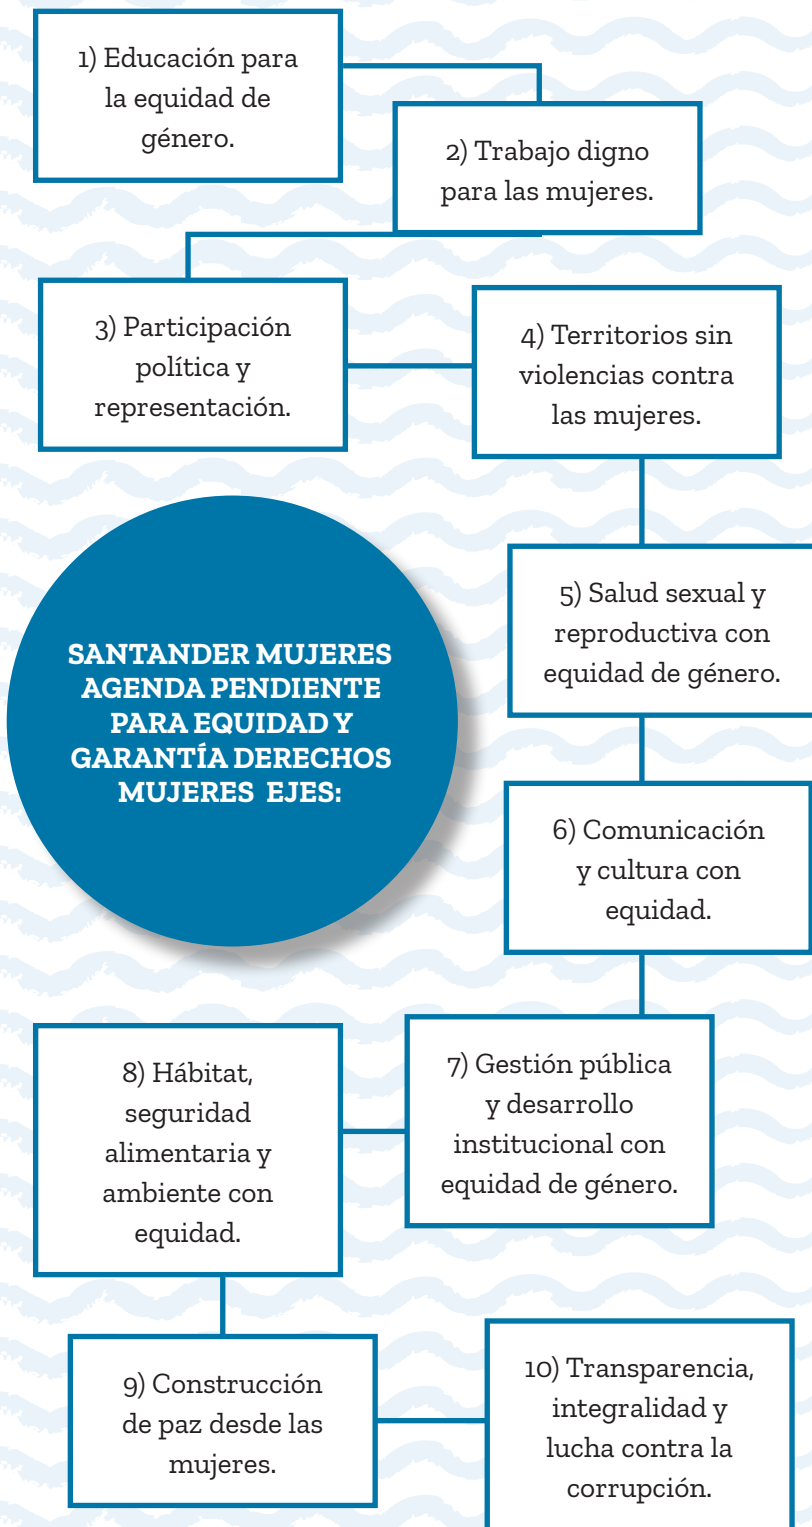 1) Educación para
la equidad de
género.
2) Trabajo digno
para las mujeres.
3) Participación
política y
representación.
4) Territorios sin
violencias contra
las mujeres.
SANTANDER MUJERES
AGENDA PENDIENTE
PARA EQUIDAD Y
GARANTÍA DERECHOS
MUJERES EJES:
5) Salud sexual y
reproductiva con
equidad de género.
6) Comunicación
y cultura con
equidad.
7) Gestión pública
y desarrollo
institucional con
equidad de género.
8) Hábitat,
seguridad
alimentaria y
ambiente con
equidad.
9) Construcción
de paz desde las
mujeres.
10) Transparencia,
integralidad y
lucha contra la
corrupción.